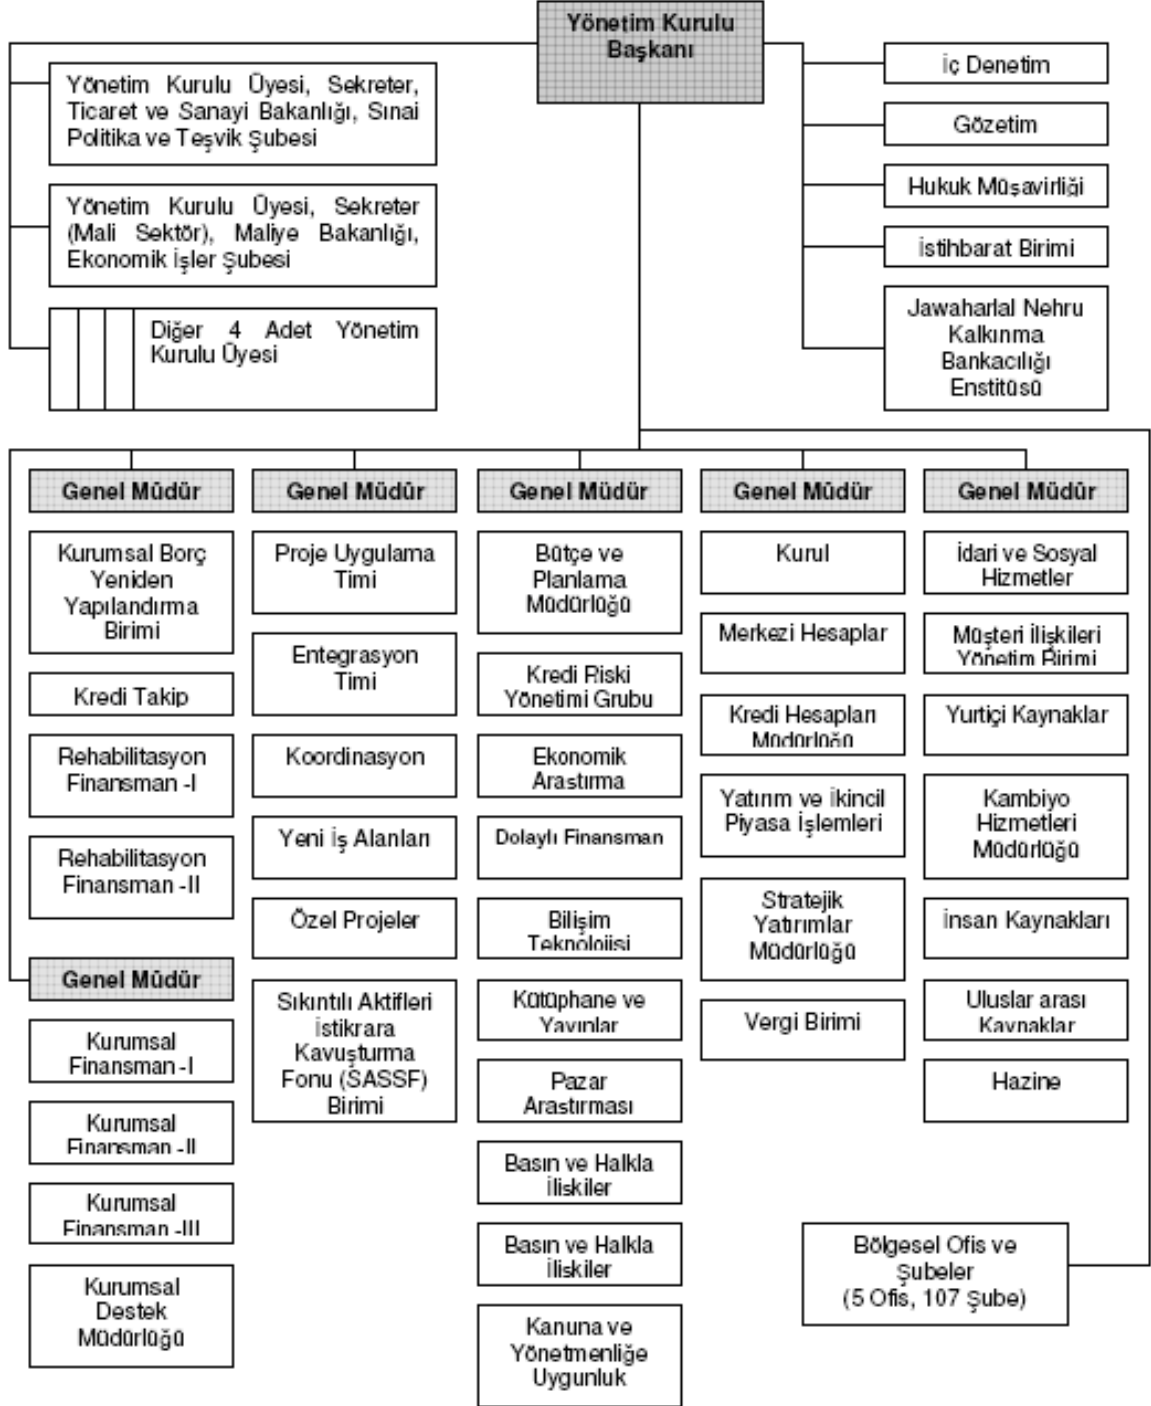 Yönetim Kurulu
Başkanı
Yönetim Kurulu Üyesi, Sekreter,
Ticaret ve Sanayi Bakanlığı, Sınai
Politika ve Teşvik Şubesi
Yönetim Kurulu Üyesi, Sekreter
(Mali Sektör), Maliye Bakanlığı,
Ekonomik İşler Şubesi
Diğer 4 Adet Yönetim
Kurulu Üyesi
İç Denetim
Gözetim
Hukuk Müşavirliği
İstihbarat Birimi
Jawaharlal Nehru
Kalkınma
Bankacılığı
Enstitüsü
Genel Müdür
Kurumsal Borç
Yeniden
Yapılandırma
Birimi
Kredi Takip
Rehabilitasyon
Finansman -I
Rehabilitasyon
Finansman -II
Genel Müdür
Kurumsal
Finansman -I
Kurumsal
Finansman -II
Kurumsal
Finansman -III
Kurumsal
Destek
Müdürlüğü
Genel Müdür
Proje Uygulama
Timi
Entegrasyon
Timi
Koordinasyon
Yeni İş Alanları
Özel Projeler
Sıkıntılı Aktifleri
İstikrara
Kavuşturma
Fonu (SASSF)
Birimi
Genel Müdür
Bütçe ve
Planlama
Müdürlüğü
Kredi Riski
Yönetimi Grubu
Ekonomik
Araştırma
Dolaylı Finansman
Bilişim
Teknolojisi
Kütüphane ve
Yayınlar
Pazar
Araştırması
Basın ve Halkla
İlişkiler
Basın ve Halkla
İlişkiler
Kanuna ve
Yönetmenliğe
Uygunluk
Genel Müdür
Kurul
Merkezi Hesaplar
Kredi Hesapları
Müdürlüğü
Yatırım ve İkincil
Piyasa İşlemleri
Stratejik
Yatırımlar
Müdürlüğü
Vergi Birimi
Genel Müdür
İdari ve Sosyal
Hizmetler
Müşteri İlişkileri
Yönetim Birimi
Yurtiçi Kaynaklar
Kambiyo
Hizmetleri
Müdürlüğü
İnsan Kaynakları
Uluslar arası
Kaynaklar
Hazine
Bölgesel Ofis ve
Şubeler
(5 Ofis, 107 Şube)